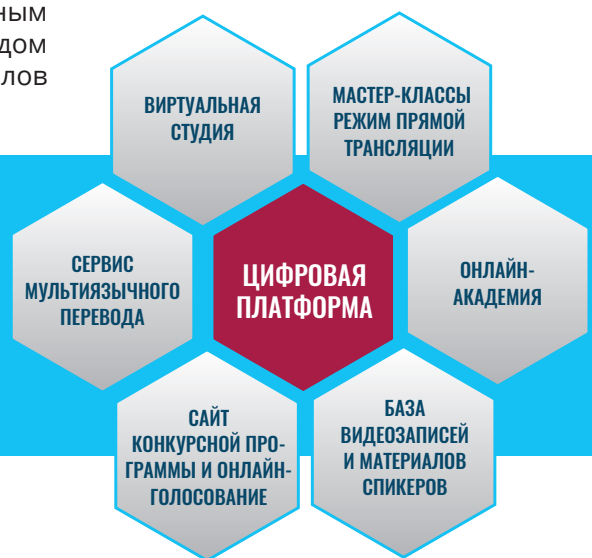 ным
дом
лов
ВИРТУАЛЬНАЯ
СТУДИЯ
МАСТЕР-КЛАССЫ
РЕЖИМ ПРЯМОЙ
ТРАНСЛЯЦИИ
СЕРВИС
МУЛЬТИЯЗЫЧНОГО
ПЕРЕВОДА
ЦИФРОВАЯ
ПЛАТФОРМА
ОНЛАЙН-
АКАДЕМИЯ
САЙТ
КОНКУРСНОЙ ПРО-
ГРАММЫ И ОНЛАЙН-
ГОЛОСОВАНИЕ
БАЗА
ВИДЕОЗАПИСЕЙ
И МАТЕРИАЛОВ
СПИКЕРОВ